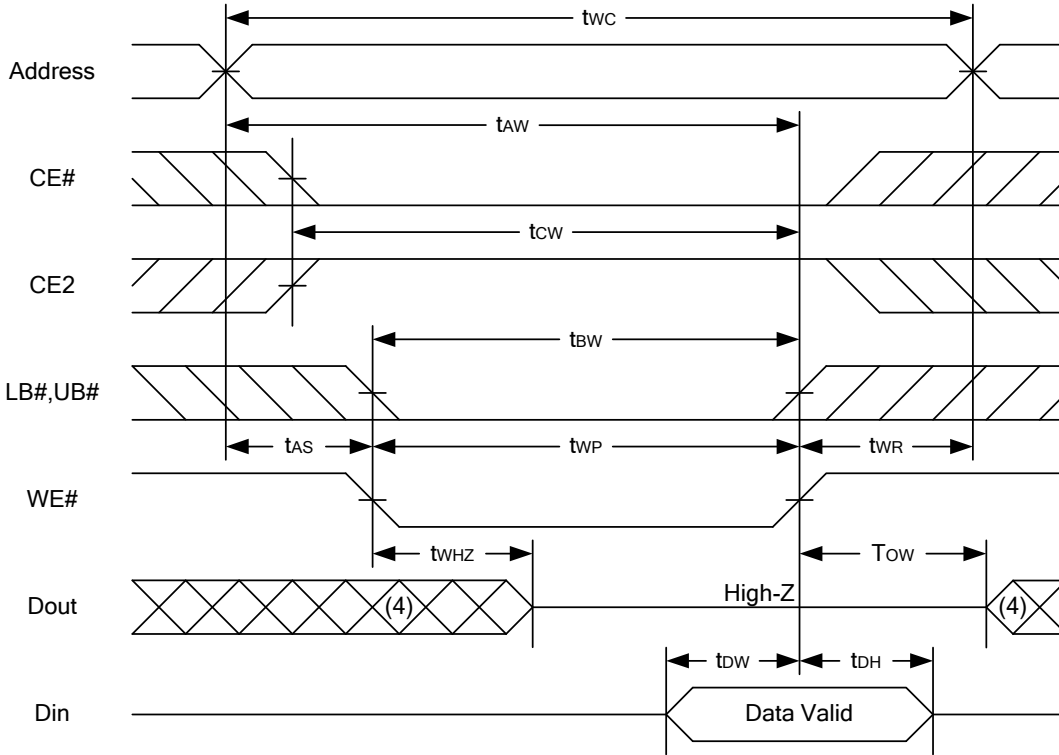 tWC
Address
tAW
CE#
tCW
CE2
tBW
LB#,UB#
tAS
tWP
tWR
WE#
tWHZ
TOW
Dout
(4)
High-Z
(4)
tDW
tDH
Din
Data Valid